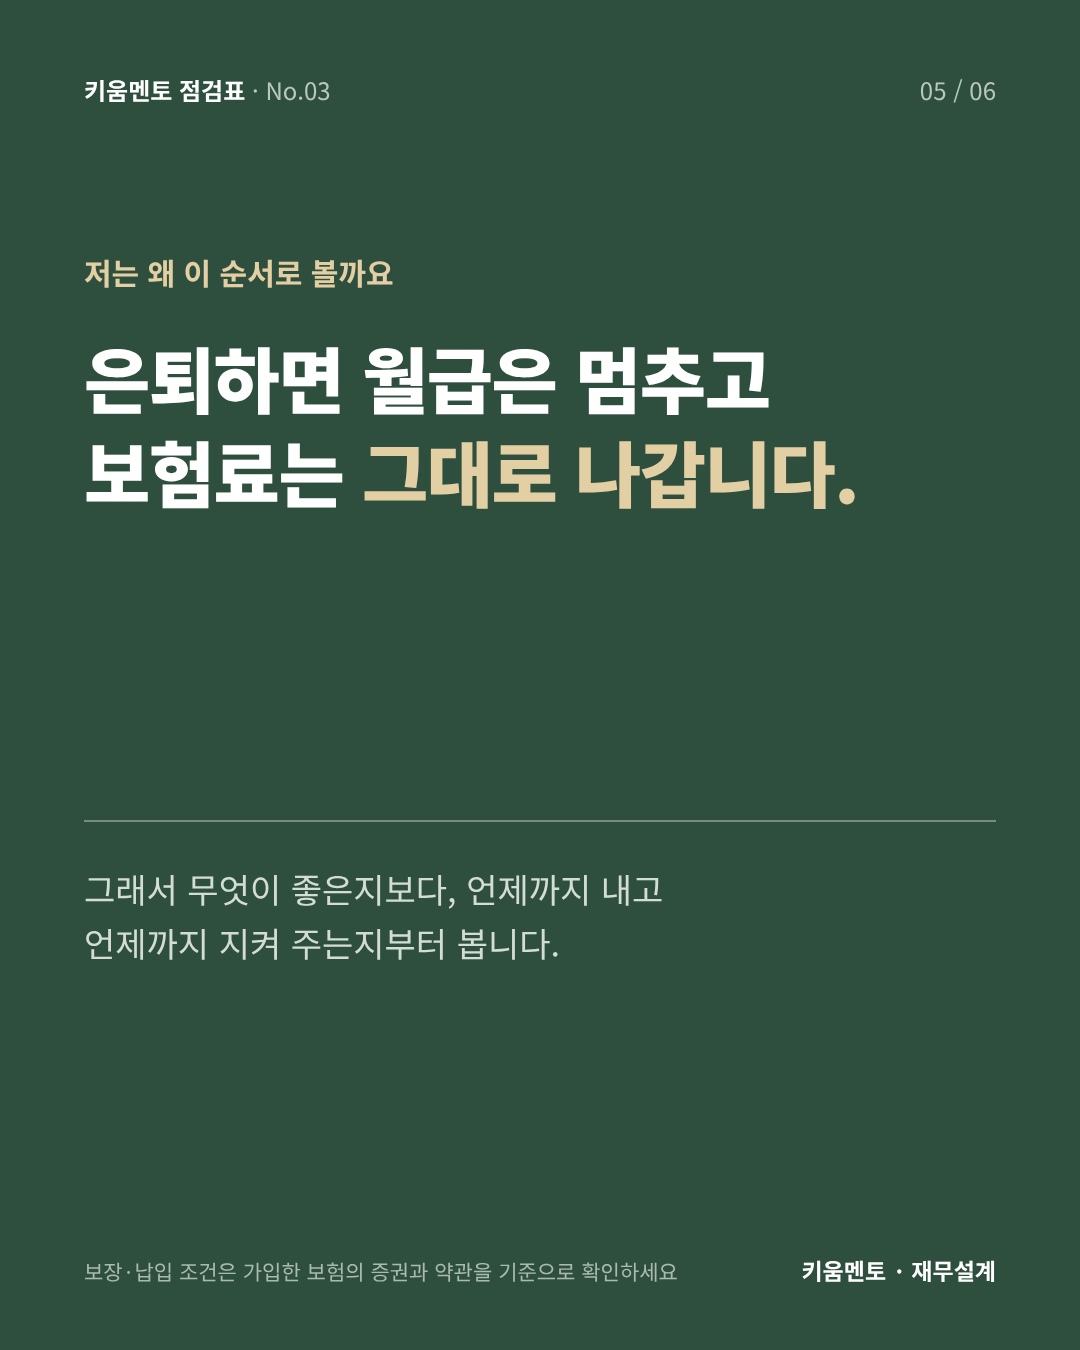 키움멘토 점검표 · No.03
05 / 06
저는 왜 이 순서로 볼까요
은퇴하면 월급은 멈추고
보험료는 그대로 나갑니다.
그래서 무엇이 좋은지보다, 언제까지 내고
언제까지 지켜 주는지부터 봅니다.
보장·납입 조건은 가입한 보험의 증권과 약관을 기준으로 확인하세요
키움멘토 · 재무설계